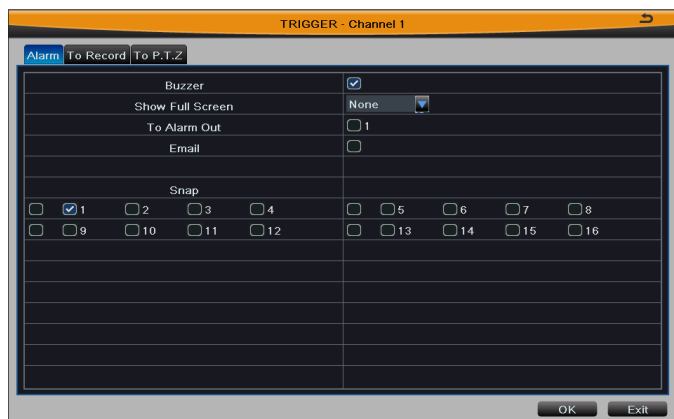 TRIGGER - Channel 1
Alarm To Record To P.T.Z
Buzzer
Show Full Screen None
To Alarm Out 1
Email
Snap
1 2 3 4 5 6 7 8
9 10 11 12 13 14 15 16
OK Exit